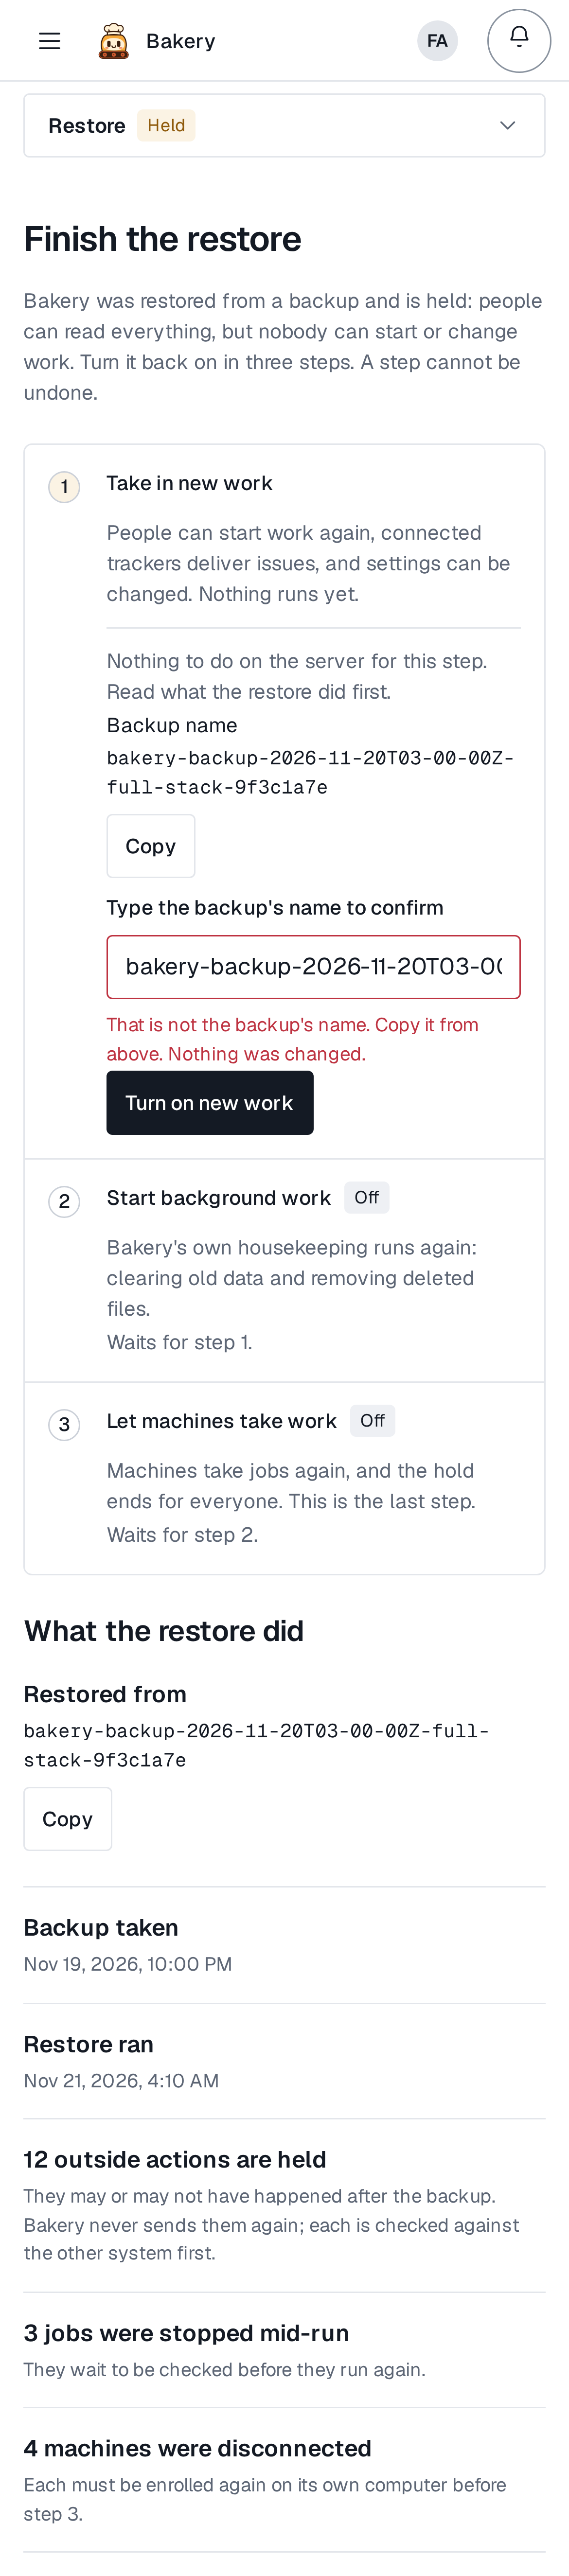 Bakery
FA
Restore
Held
Finish the restore
Bakery was restored from a backup and is held: people
can read everything, but nobody can start or change
work. Turn it back on in three steps. A step cannot be
undone.
1
Take in new work
People can start work again, connected
trackers deliver issues, and settings can be
changed. Nothing runs yet.
Nothing to do on the server for this step.
Read what the restore did first.
Backup name
bakery-backup-2026-11-20T03-00-00Z-
full-stack-9f3c1a7e
Copy
Type the backup's name to confirm
bakery-backup-2026-11-20T03-0
That is not the backup's name. Copy it from
above. Nothing was changed.
Turn on new work
2
Start background work
Off
Bakery's own housekeeping runs again:
clearing old data and removing deleted
files.
Waits for step 1.
3
Let machines take work
Off
Machines take jobs again, and the hold
ends for everyone. This is the last step.
Waits for step 2.
What the restore did
Restored from
bakery-backup-2026-11-20T03-00-00Z-full-
stack-9f3c1a7e
Copy
Backup taken
Nov 19, 2026, 10:00 PM
Restore ran
Nov 21, 2026, 4:10 AM
12 outside actions are held
They may or may not have happened after the backup.
Bakery never sends them again; each is checked against
the other system first.
3 jobs were stopped mid-run
They wait to be checked before they run again.
4 machines were disconnected
Each must be enrolled again on its own computer before
step 3.